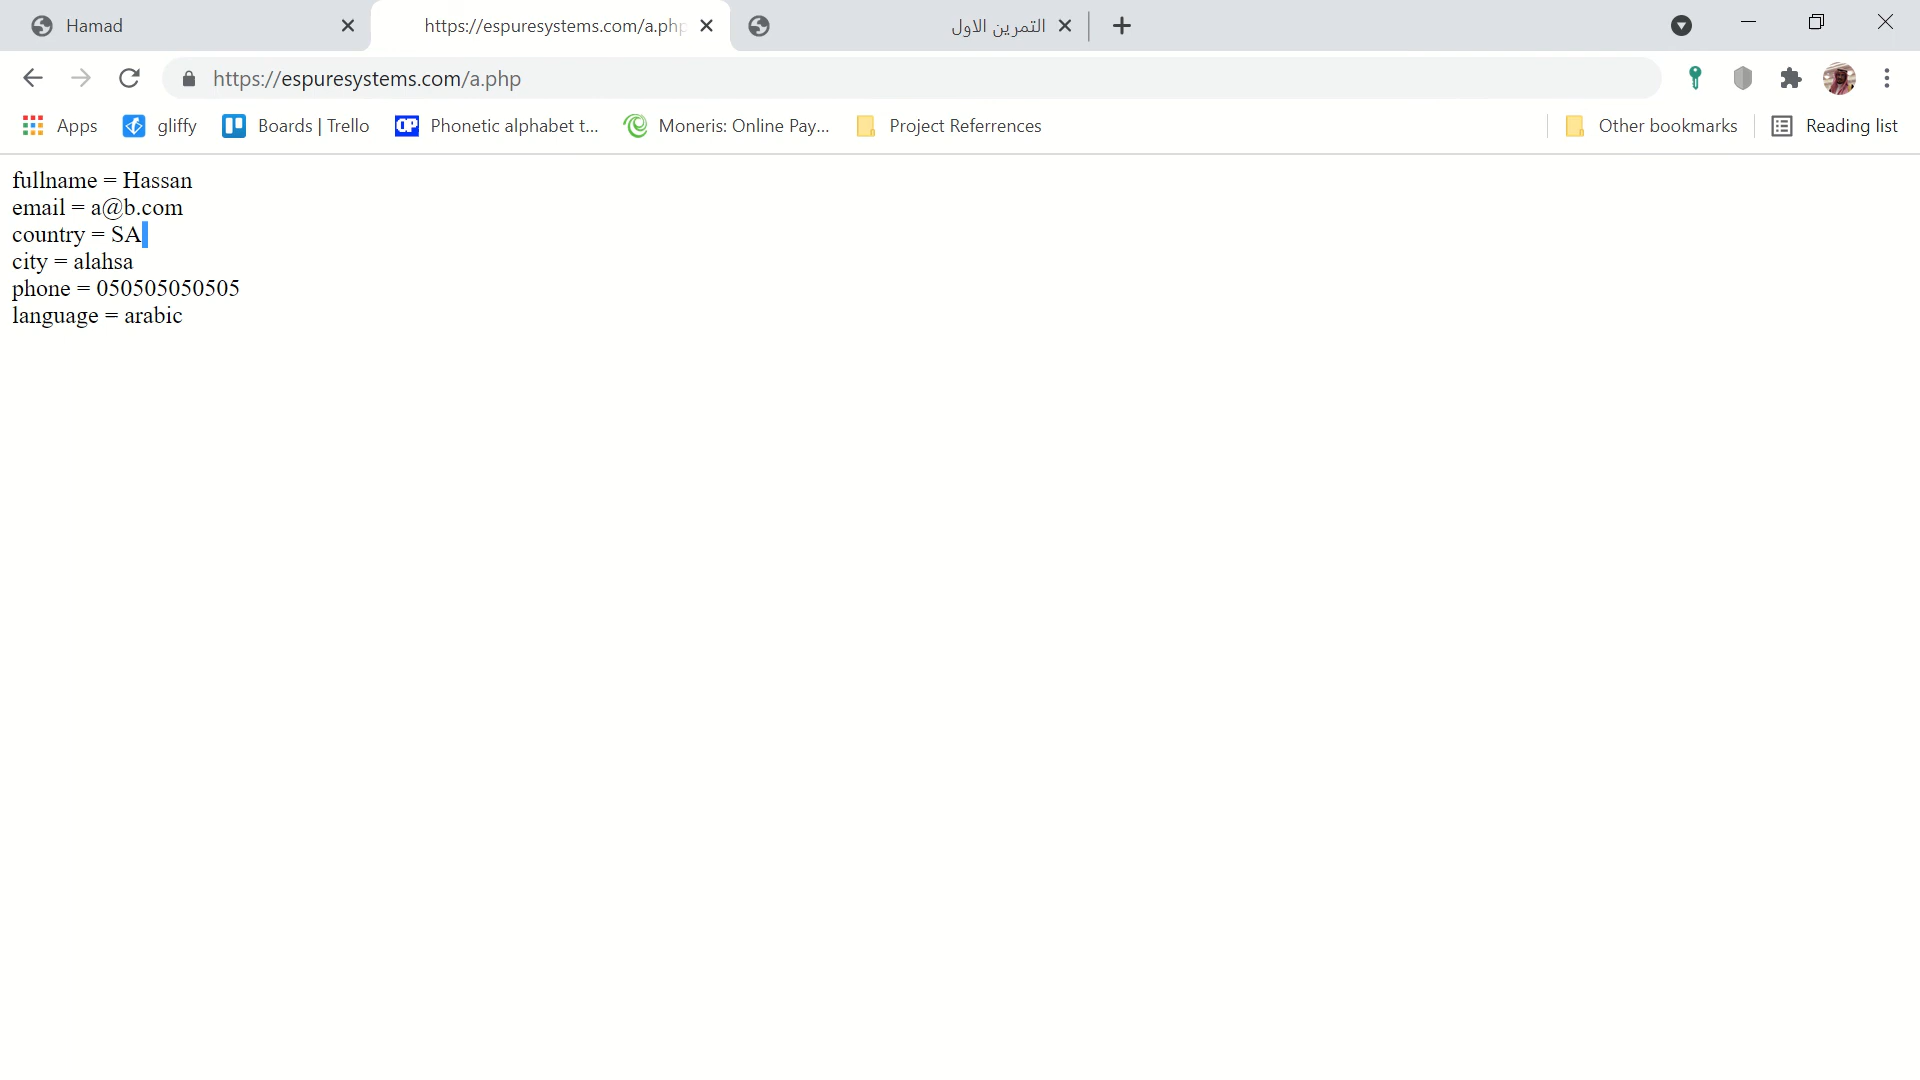 Hamad
https://espuresystems.com/a.php
التمرين الاول
https://espuresystems.com/a.php
Apps
gliffy
Boards | Trello
OP
Phonetic alphabet t...
Moneris: Online Pay...
Project Referrences
Other bookmarks
Reading list
fullname = Hassan
email = a@b.com
country = SA
city = alahsa
phone = 050505050505
language = arabic